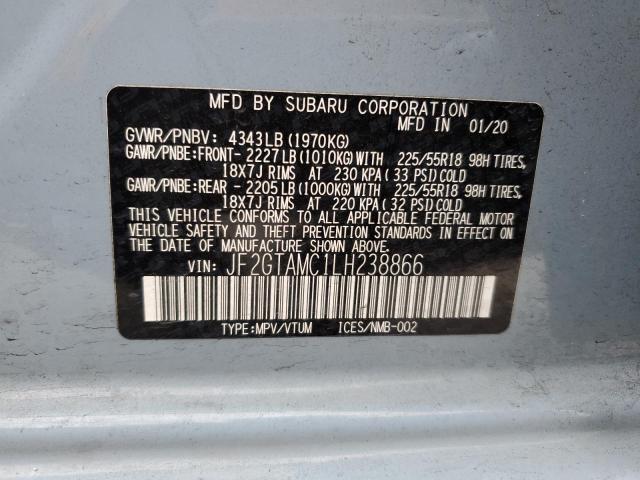 MFD BY SUBARU CORPORATION
MFD IN 01/20
GVWR/PNBV: 4343LB (1970KG)
GAWR/PNBE:FRONT- 2227LB (1010KG) WITH 225/55R18 98H TIRES,
18X7J RIMS AT 230 KPA (33 PSI) COLD
GAWR/PNBE:REAR - 2205LB (1000KG) WITH 225/55R18 98H TIRES,
18X7J RIMS AT 220 KPA (32 PSI) COLD
THIS VEHICLE CONFORMS TO ALL APPLICABLE FEDERAL MOTOR
VEHICLE SAFETY AND THEFT PREVENTION STANDARDS IN EFFECT ON
THE DATE OF MANUFACTURE SHOWN ABOVE.
VIN: JF2GTAMC1LH238866
TYPE:MPV/VTUM ICES/NMB-002